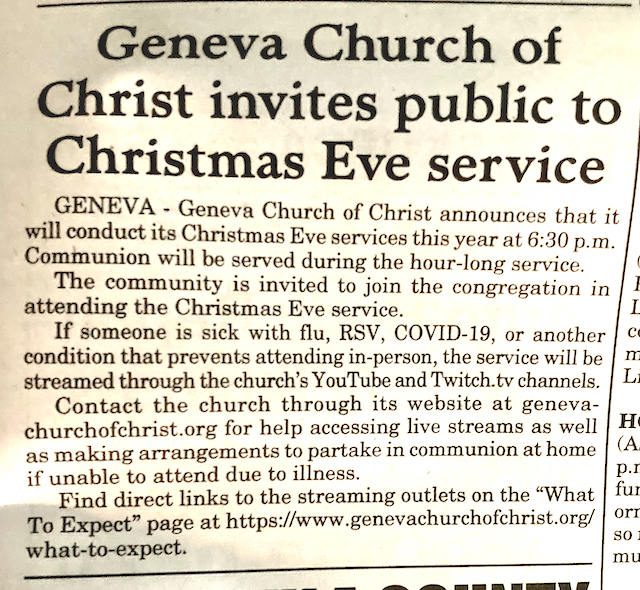 Geneva Church of
Christ invites public to
Christmas Eve service
GENEVA - Geneva Church of Christ announces that it
will conduct its Christmas Eve services this year at 6:30 p.m.
Communion will be served during the hour-long service.
The community is invited to join the congregation in
attending the Christmas Eve service.
If someone is sick with flu, RSV, COVID-19, or another
condition that prevents attending in-person, the service will be
streamed through the church's YouTube and Twitch.tv channels.
Contact the church through its website at geneva-
churchofchrist.org for help accessing live streams as well
as making arrangements to partake in communion at home
if unable to attend due to illness.
Find direct links to the streaming outlets on the “What
To Expect” page at https://www.genevachurchofchrist.org/
what-to-expect.
COUNTY
(A.
p.r
fur
orr
so
mu